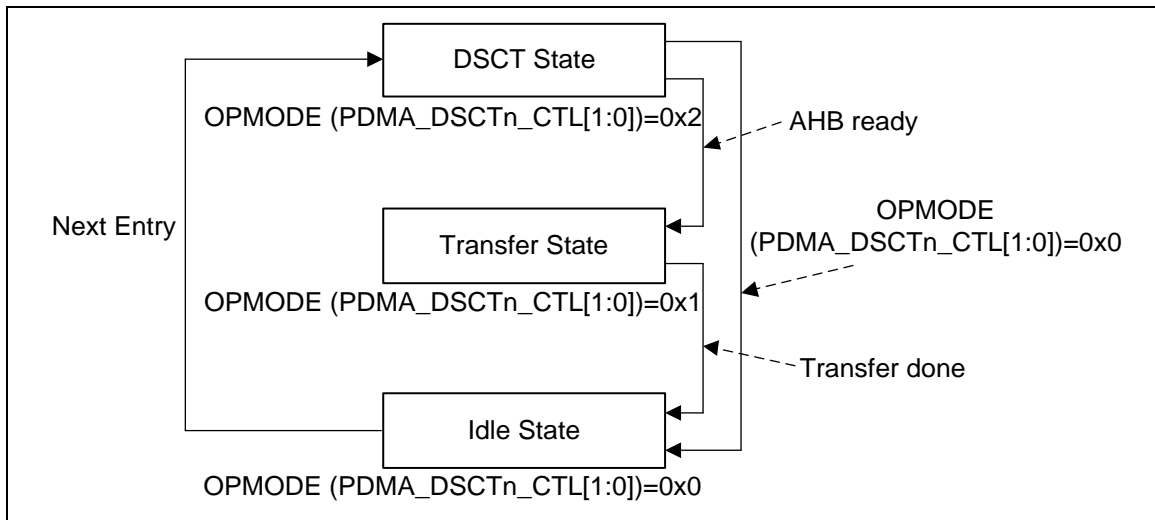 DSCT State
OPMODE (PDMA_DSCTn_CTL[1:0])=0x2
AHB ready
Next Entry
OPMODE
(PDMA_DSCTn_CTL[1:0])=0x0
Transfer State
OPMODE (PDMA_DSCTn_CTL[1:0])=0x1
Transfer done
Idle State
OPMODE (PDMA_DSCTn_CTL[1:0])=0x0